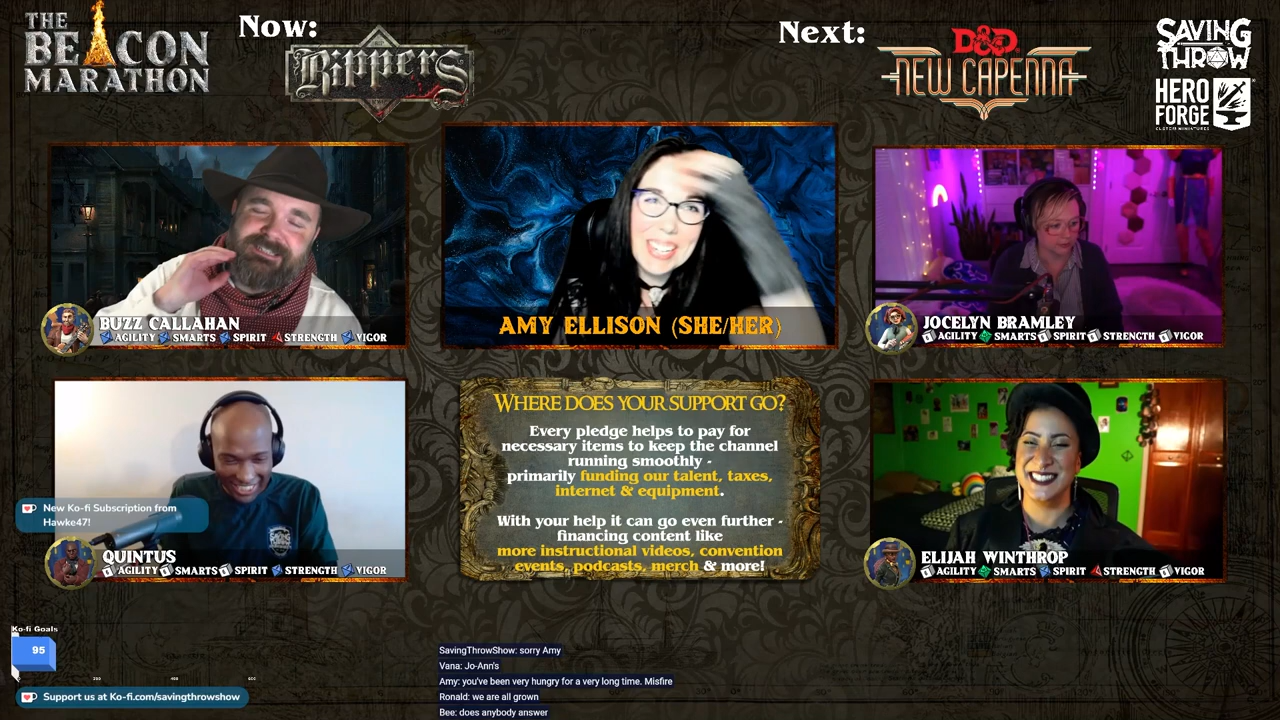 THE
BEACON
MARATHON
Now:
Rippers
Next:
D&D
NEW CAPENNA
SAVING
THROW
HERO
FORGE
CUSTOM MINIATURES
BUZZ CALLAHAN
AGILITY SMARTS SPIRIT STRENGTH VIGOR
AMY ELLISON (SHE/HER)
JOCELYN BRAMLEY
AGILITY SMARTS SPIRIT STRENGTH VIGOR
New Ko-fi Subscription from
Hawke47!
QUINTUS
AGILITY SMARTS SPIRIT STRENGTH VIGOR
WHERE DOES YOUR SUPPORT GO?
Every pledge helps to pay for
necessary items to keep the channel
running smoothly -
primarily funding our talent, taxes,
internet & equipment.
With your help it can go even further -
financing content like
more instructional videos, convention
events, podcasts, merch & more!
ELIJAH WINTHROP
AGILITY SMARTS SPIRIT STRENGTH VIGOR
Ko-fi Goals
95
Support us at Ko-fi.com/savingthrowshow
SavingThrowShow: sorry Amy
Vana: Jo-Ann's
Amy: you've been very hungry for a very long time. Misfire
Ronald: we are all grown
Bee: does anybody answer